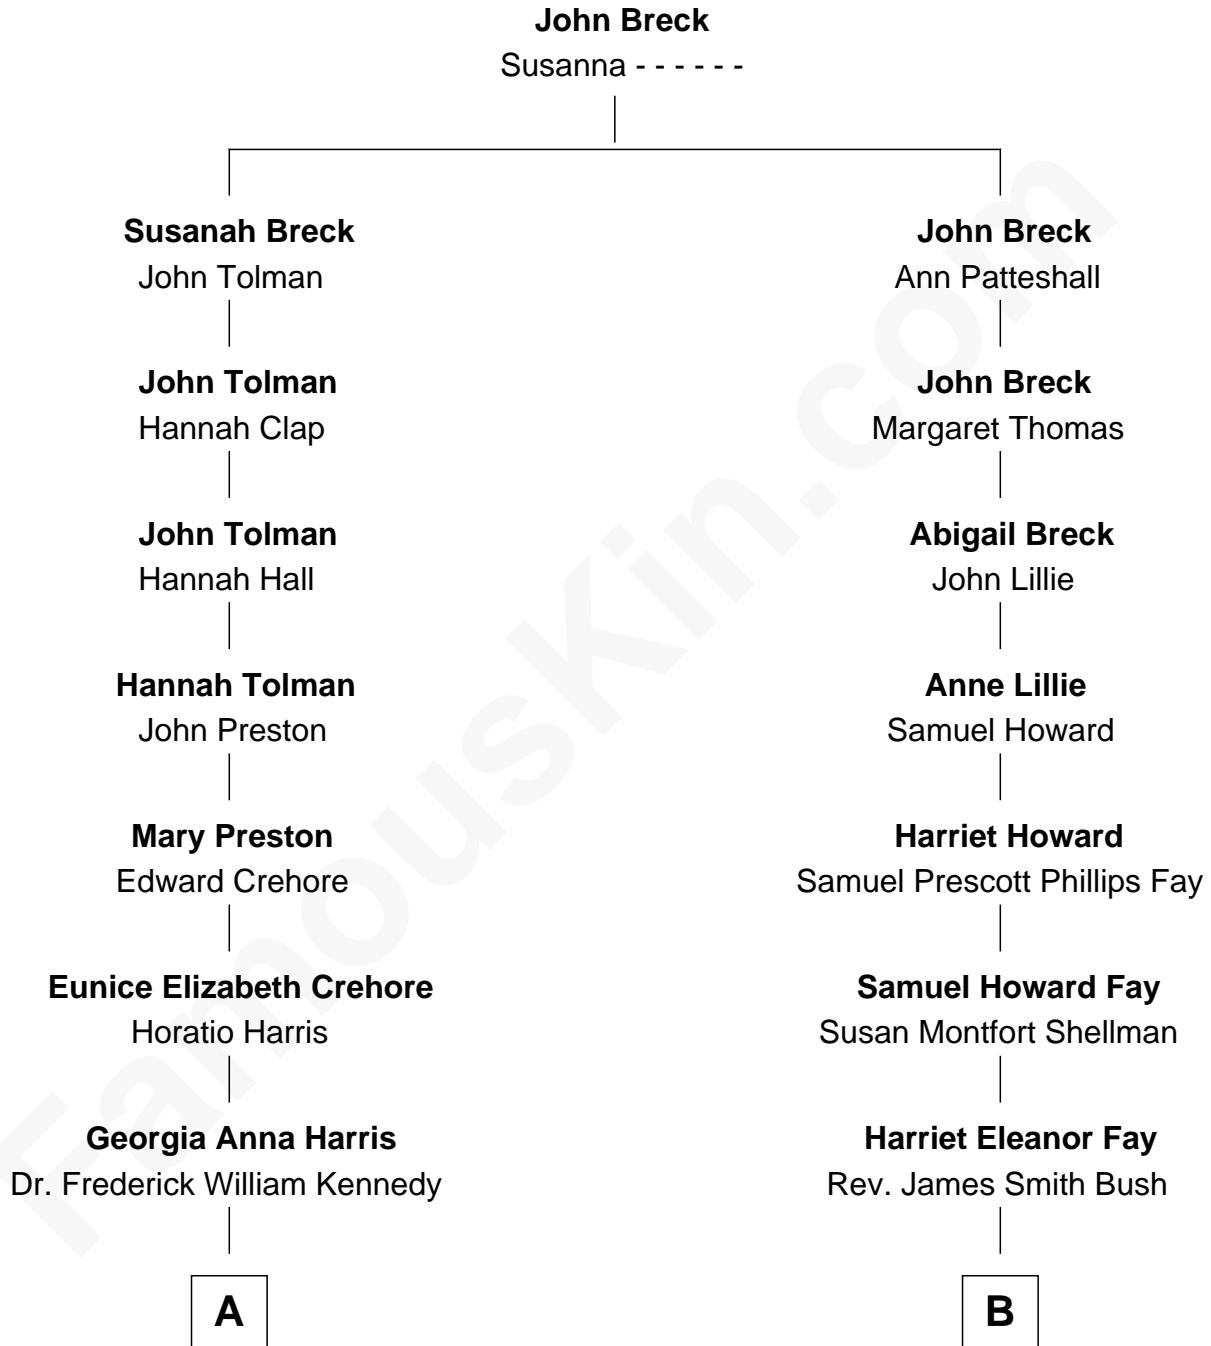 John Breck
Susanna - - - - - -
Susanah Breck
John Tolman
John Breck
Ann Patteshall
John Tolman
Hannah Clap
John Breck
Margaret Thomas
John Tolman
Hannah Hall
Abigail Breck
John Lillie
Hannah Tolman
John Preston
Anne Lillie
Samuel Howard
Mary Preston
Edward Crehore
Harriet Howard
Samuel Prescott Phillips Fay
Eunice Elizabeth Crehore
Horatio Harris
Samuel Howard Fay
Susan Montfort Shellman
Georgia Anna Harris
Dr. Frederick William Kennedy
Harriet Eleanor Fay
Rev. James Smith Bush
A
B
FamousKin.com